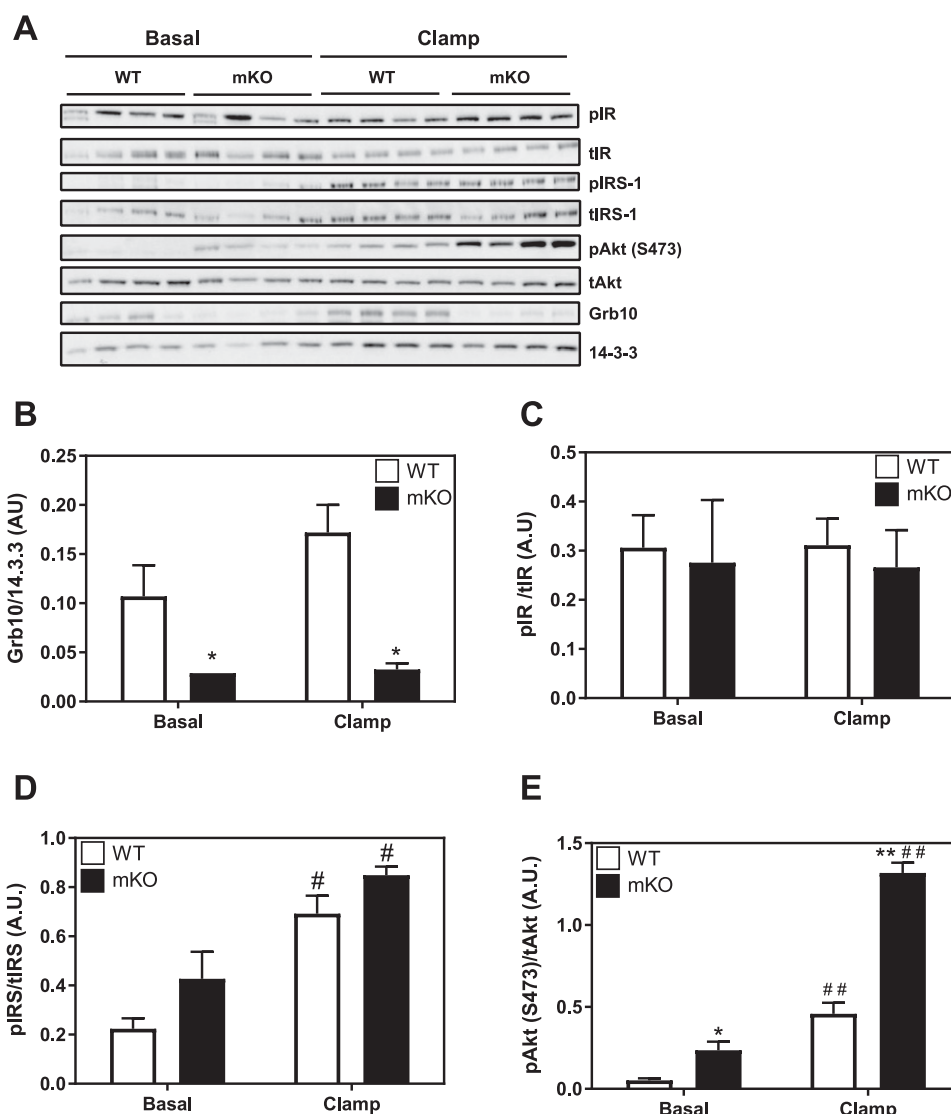 A
Basal Clamp
WT mKO WT mKO
pIR
tIR
pIRS-1
tIRS-1
pAkt (S473)
tAkt
Grb10
14-3-3
B
Grb10/14.3.3 (AU)
0.25
0.20
0.15
0.10
0.05
0.00
WT
mKO
*
*
Basal Clamp
C
pIR /tIR (A.U)
0.5
0.4
0.3
0.2
0.1
0.0
WT
mKO
Basal Clamp
D
pIRS/tIRS (A.U.)
1.0
0.8
0.6
0.4
0.2
0.0
WT
mKO
#
#
Basal Clamp
E
pAkt (S473)/tAkt (A.U.)
1.5
1.0
0.5
0.0
WT
mKO
*
##
** ##
Basal Clamp